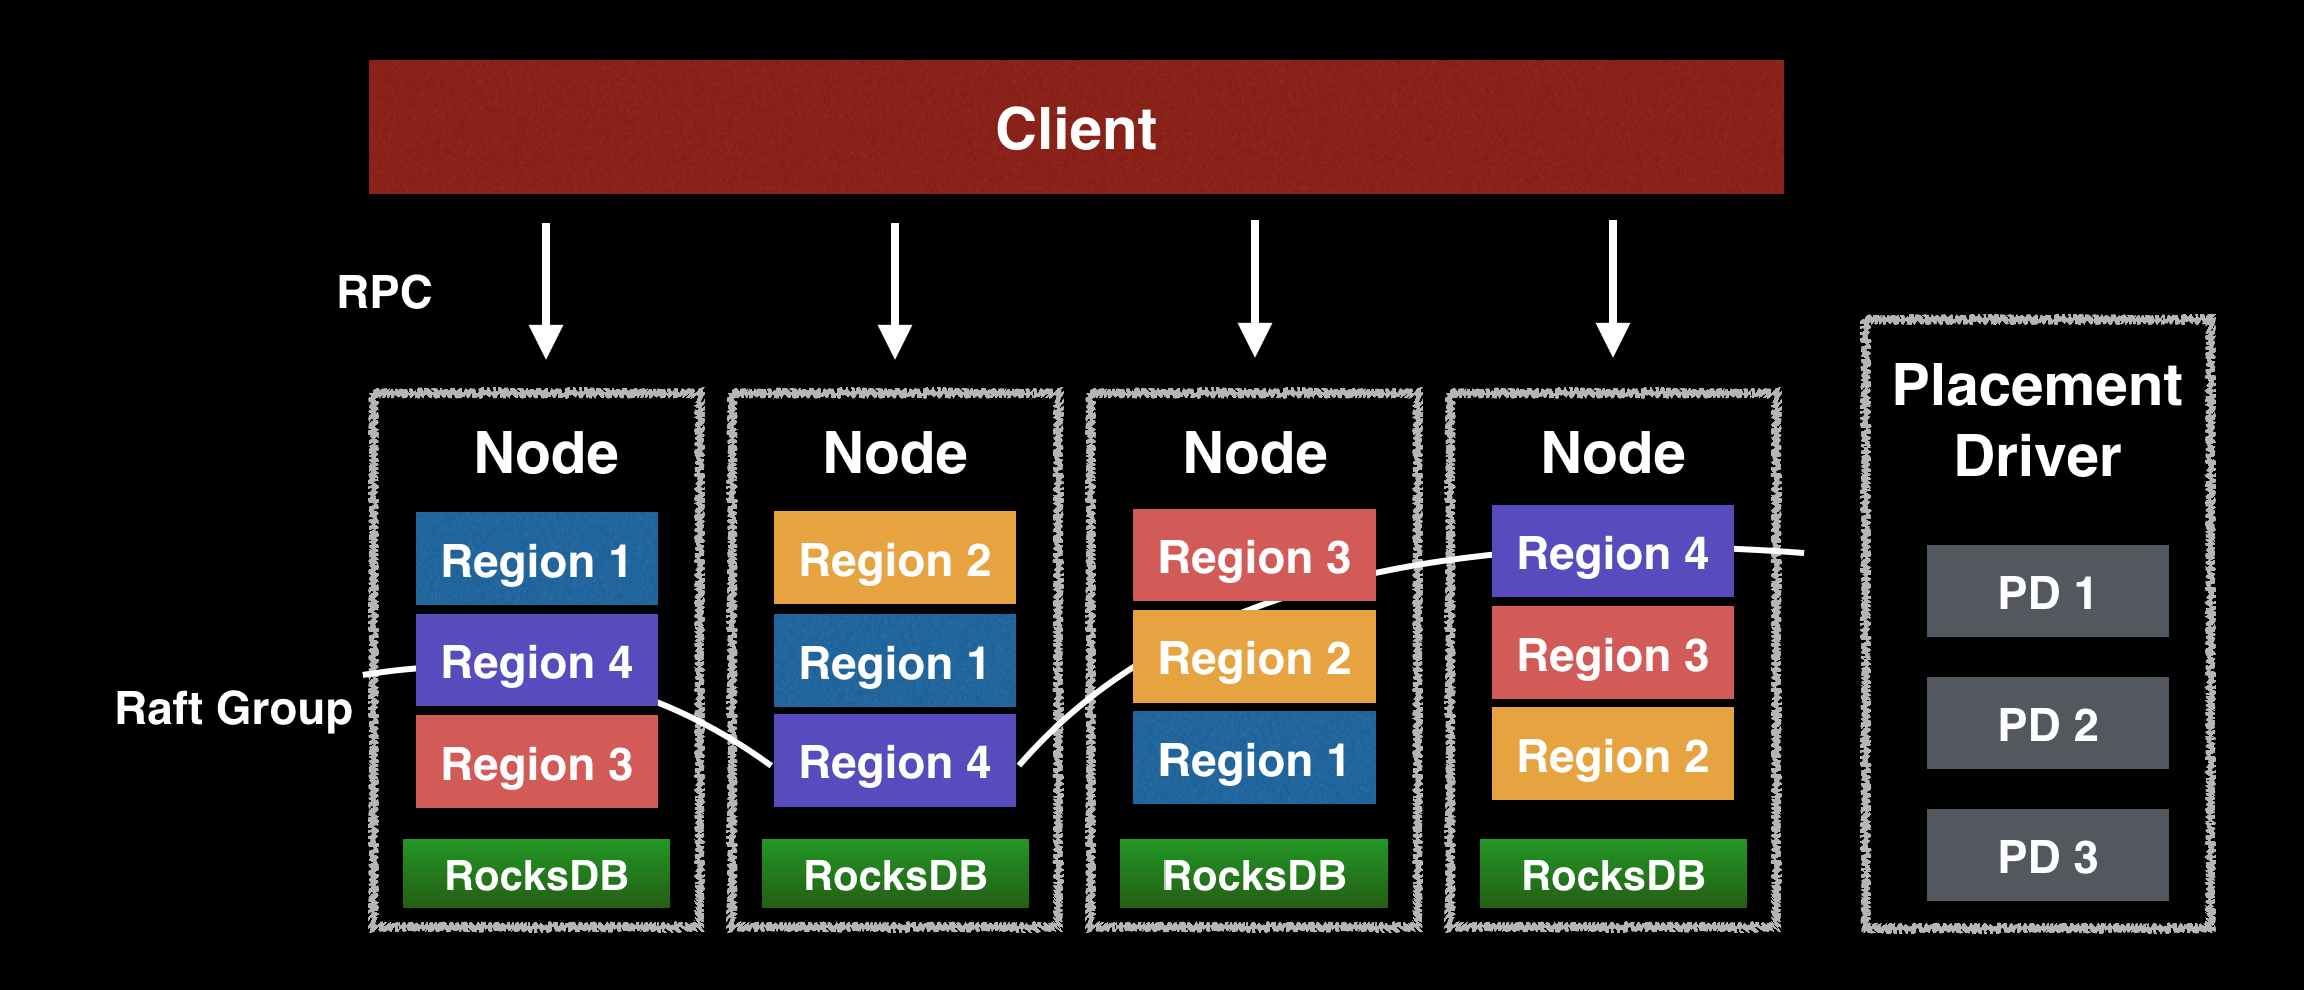 Client
RPC
Node
Region 1
Region 4
Region 3
RocksDB
Node
Region 2
Region 1
Region 4
RocksDB
Node
Region 3
Region 2
Region 1
RocksDB
Node
Region 4
Region 3
Region 2
RocksDB
Raft Group
Placement
Driver
PD 1
PD 2
PD 3